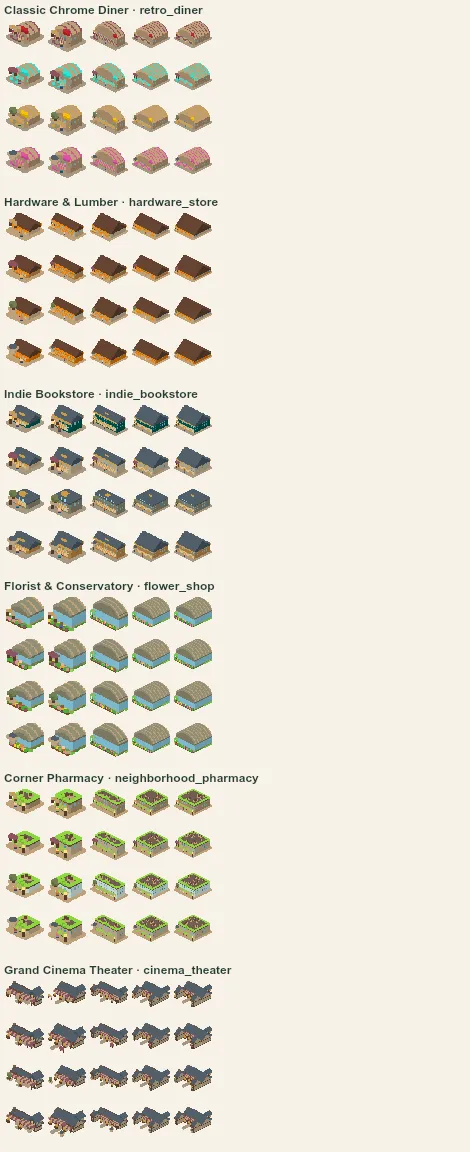 Classic Chrome Diner · retro_diner
Hardware & Lumber · hardware_store
Indie Bookstore · indie_bookstore
Florist & Conservatory · flower_shop
Corner Pharmacy · neighborhood_pharmacy
Grand Cinema Theater · cinema_theater